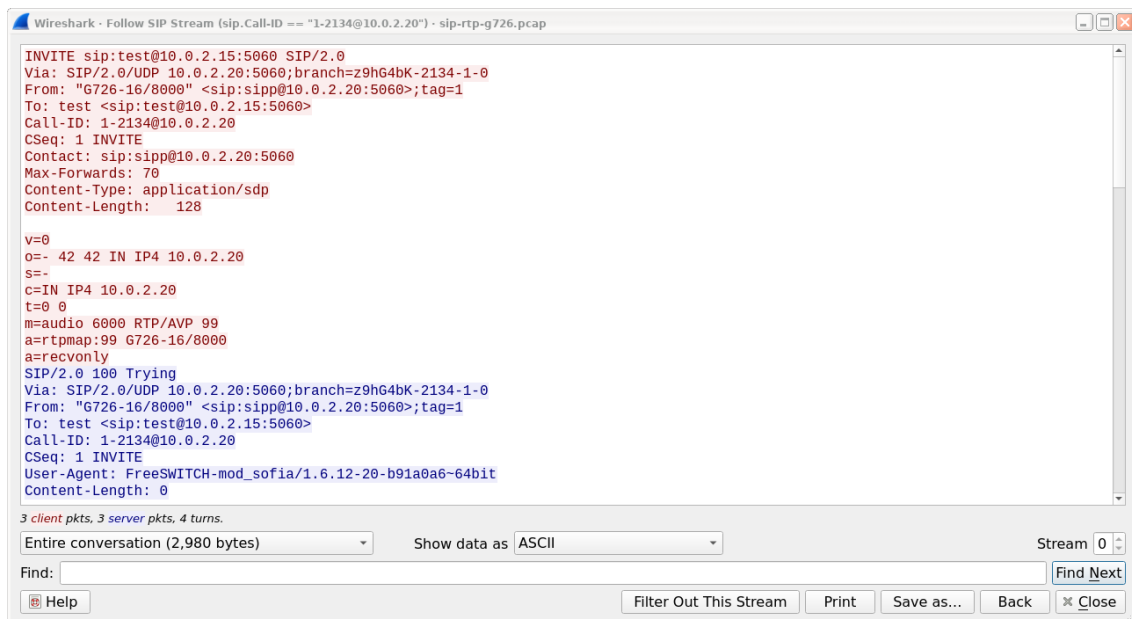 Wireshark · Follow SIP Stream (sip.Call-ID == "1-2134@10.0.2.20") · sip-rtp-g726.pcap
INVITE sip:test@10.0.2.15:5060 SIP/2.0
Via: SIP/2.0/UDP 10.0.2.20:5060;branch=z9hG4bK-2134-1-0
From: "G726-16/8000" <sip:sipp@10.0.2.20:5060>;tag=1
To: test <sip:test@10.0.2.15:5060>
Call-ID: 1-2134@10.0.2.20
CSeq: 1 INVITE
Contact: sip:sipp@10.0.2.20:5060
Max-Forwards: 70
Content-Type: application/sdp
Content-Length:   128

v=0
o=- 42 42 IN IP4 10.0.2.20
s=-
c=IN IP4 10.0.2.20
t=0 0
m=audio 6000 RTP/AVP 99
a=rtpmap:99 G726-16/8000
a=recvonly
SIP/2.0 100 Trying
Via: SIP/2.0/UDP 10.0.2.20:5060;branch=z9hG4bK-2134-1-0
From: "G726-16/8000" <sip:sipp@10.0.2.20:5060>;tag=1
To: test <sip:test@10.0.2.15:5060>
Call-ID: 1-2134@10.0.2.20
CSeq: 1 INVITE
User-Agent: FreeSWITCH-mod_sofia/1.6.12-20-b91a0a6~64bit
Content-Length: 0
3 client pkts, 3 server pkts, 4 turns.
Entire conversation (2,980 bytes) Show data as ASCII Stream 0
Find: Find Next
Help Filter Out This Stream Print Save as… Back Close